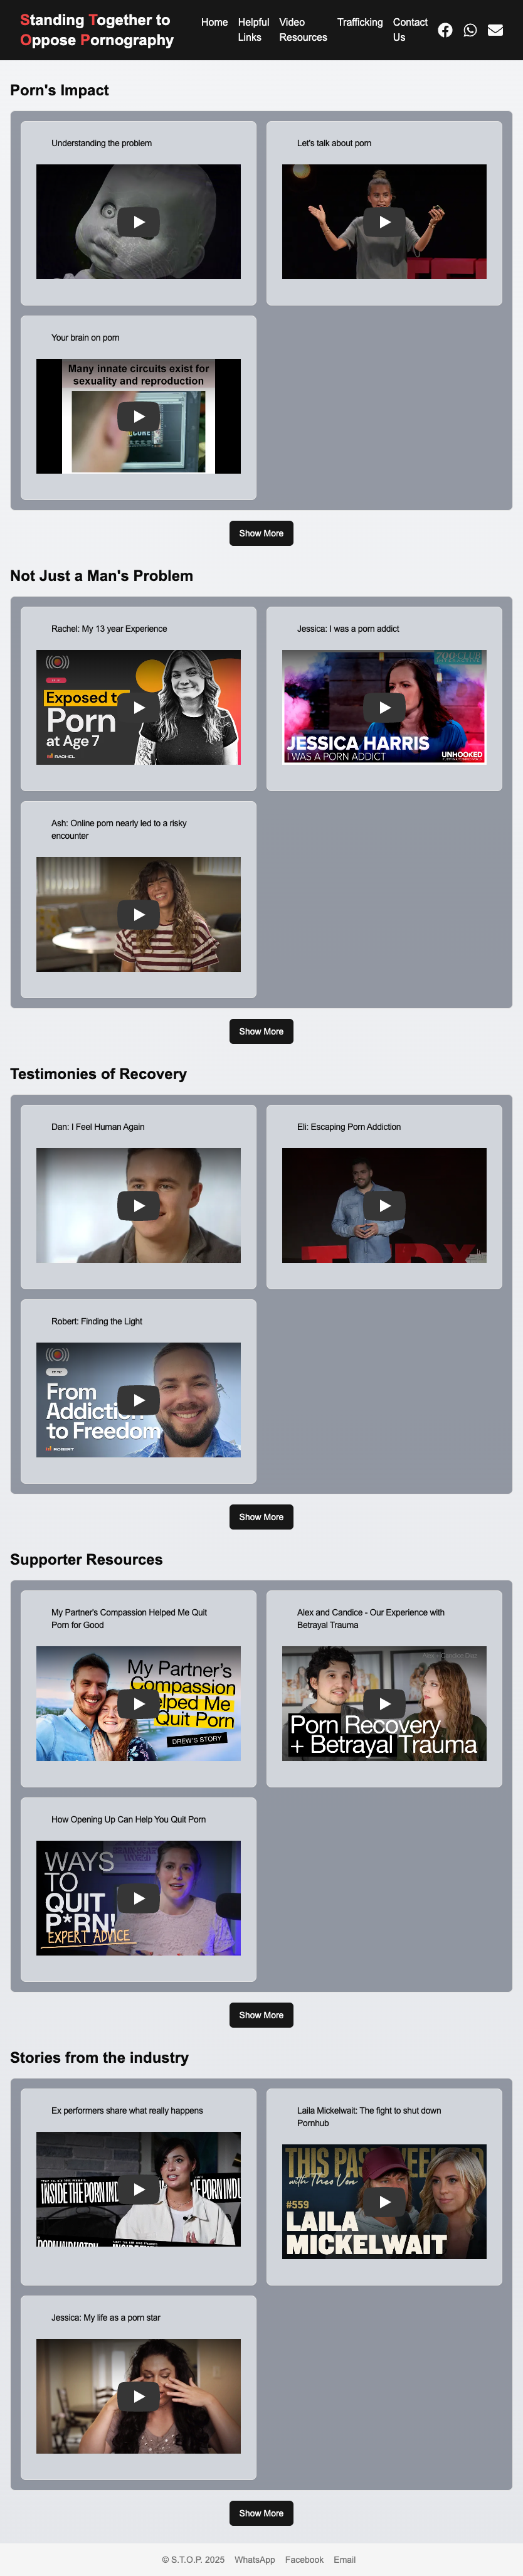 Standing Together to
Oppose Pornography
Home
Helpful
Links
Video
Resources
Trafficking
Contact
Us
Porn's Impact
Understanding the problem
Let's talk about porn
Your brain on porn
Many innate circuits exist for
sexuality and reproduction
Show More
Not Just a Man's Problem
Rachel: My 13 year Experience
Jessica: I was a porn addict
Exposed to
Porn
at Age 7
RACHEL
JESSICA HARRIS
I WAS A PORN ADDICT
UNHOOKED
Ash: Online porn nearly led to a risky
encounter
Show More
Testimonies of Recovery
Dan: I Feel Human Again
Eli: Escaping Porn Addiction
Robert: Finding the Light
From
Addiction
to Freedom
ROBERT
Show More
Supporter Resources
My Partner's Compassion Helped Me Quit
Porn for Good
Alex and Candice - Our Experience with
Betrayal Trauma
My Partner's
Compassion
Helped Me
Quit Porn
DREW'S STORY
Porn Recovery
+ Betrayal Trauma
How Opening Up Can Help You Quit Porn
WAYS
TO
QUIT
P*RN!
EXPERT ADVICE
Show More
Stories from the industry
Ex performers share what really happens
Laila Mickelwait: The fight to shut down
Pornhub
INSIDE THE PORN INDU
THIS PAST WEEKEND
with Theo Von
#559
LAILA
MICKELWAIT
Jessica: My life as a porn star
Show More
© S.T.O.P. 2025
WhatsApp
Facebook
Email